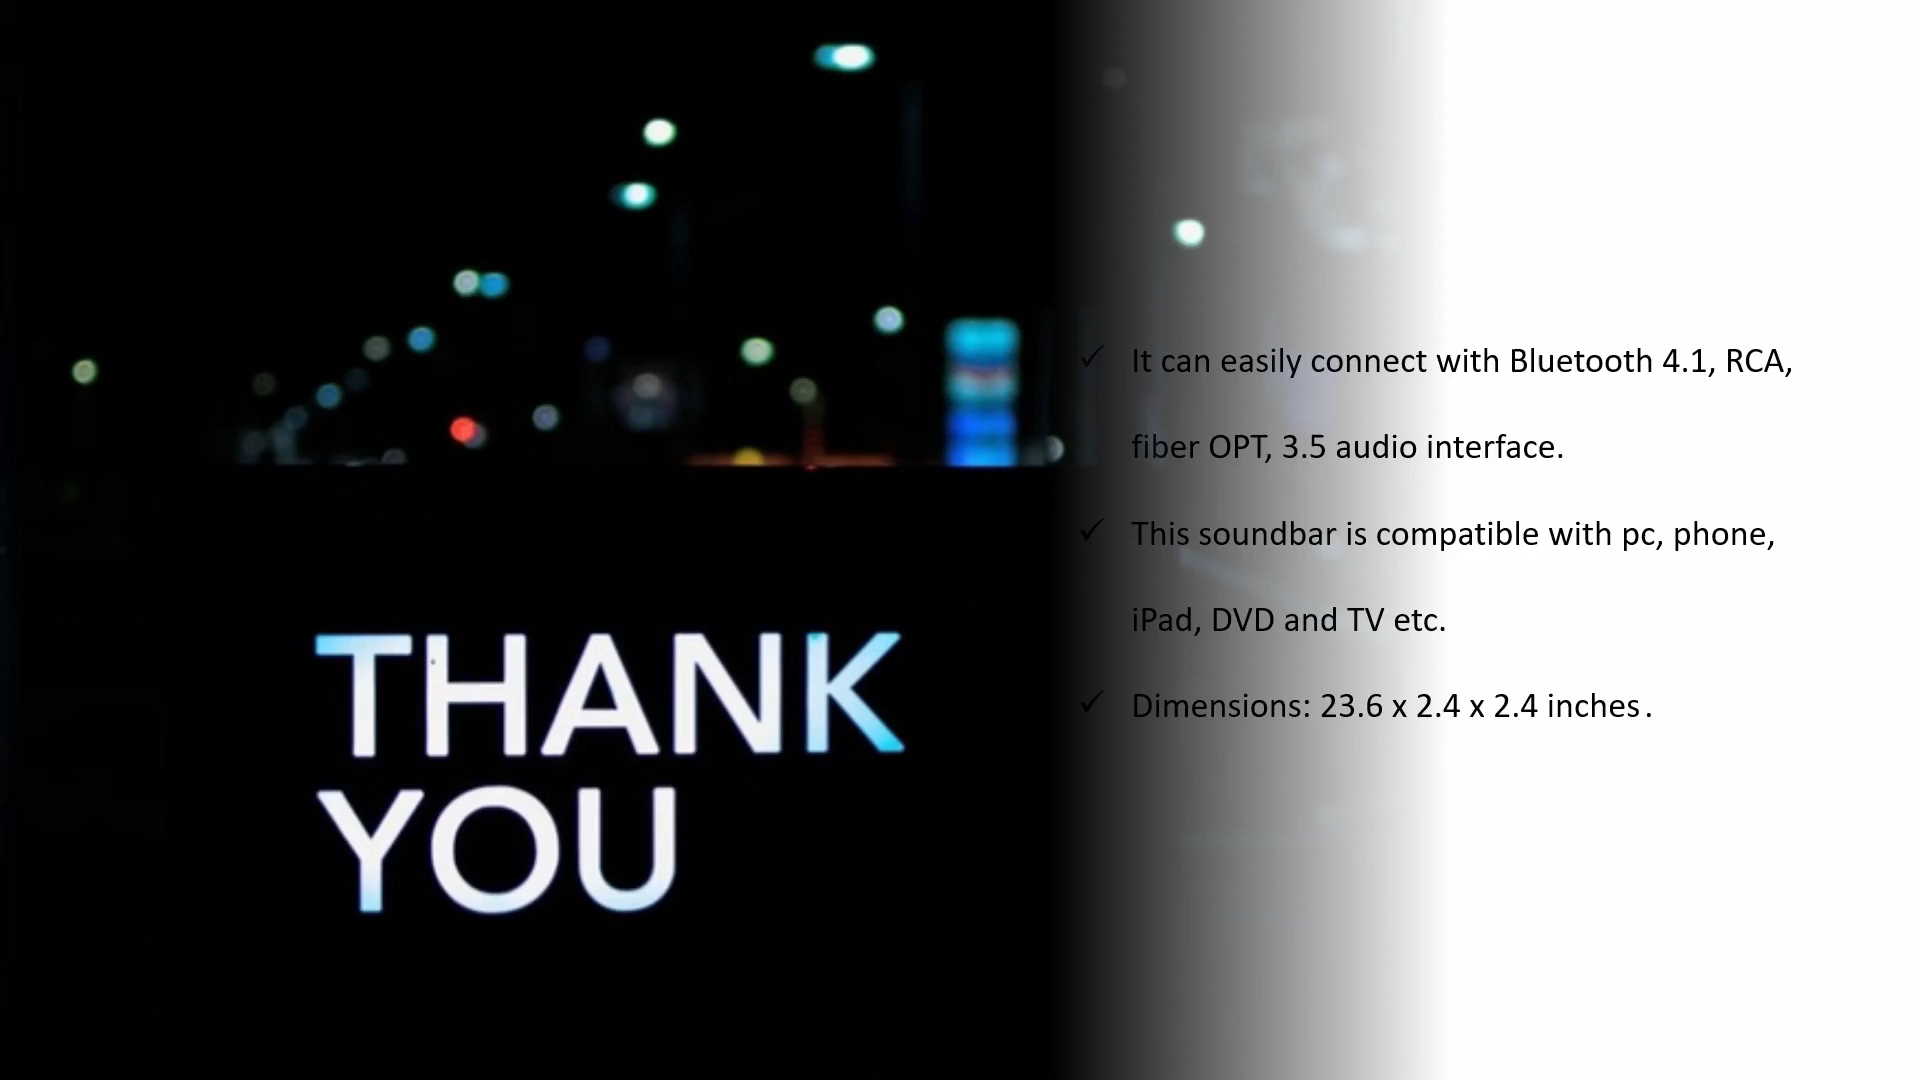 THANK
YOU
✓ It can easily connect with Bluetooth 4.1, RCA,
fiber OPT, 3.5 audio interface.
✓ This soundbar is compatible with pc, phone,
iPad, DVD and TV etc.
✓ Dimensions: 23.6 x 2.4 x 2.4 inches.